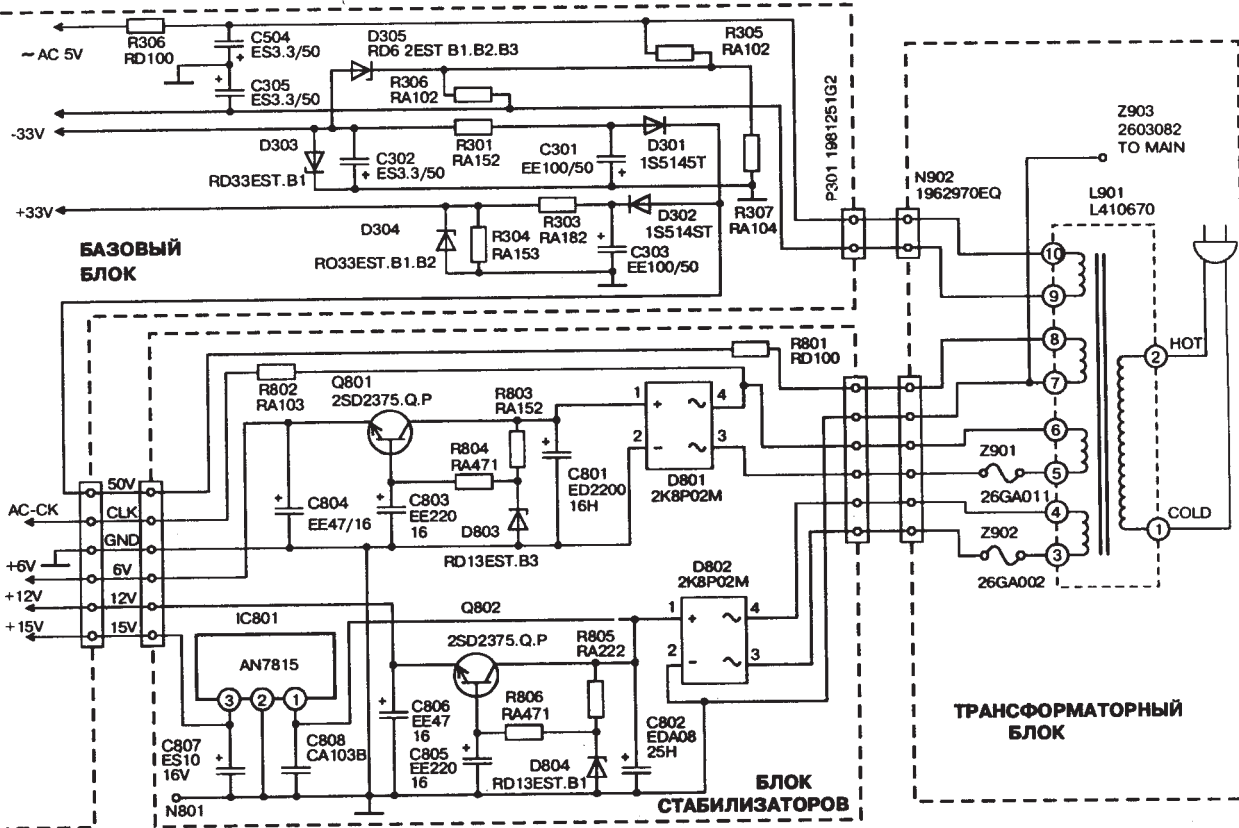 R306
RD100
~ AC 5V
C504
ES3.3/50
C305
ES3.3/50
D305
RD6 2EST B1.B2.B3
R306
RA102
R305
RA102
-33V
D303
RD33EST.B1
C302
ES3.3/50
R301
RA152
C301
EE100/50
D301
1S5145T
+33V
D304
RO33EST.B1.B2
R304
RA153
R303
RA182
D302
1S514ST
C303
EE100/50
R307
RA104
P301 1981251G2
БАЗОВЫЙ
БЛОК
Z903
2603082
TO MAIN
N902
1962970EQ
L901
L410670
10
9
8
7
6
5
4
3
2
HOT
1
COLD
Z901
26GA011
Z902
26GA002
ТРАНСФОРМАТОРНЫЙ
БЛОК
R801
RD100
R802
RA103
Q801
2SD2375.Q.P
R803
RA152
R804
RA471
1
2
4
3
D801
2K8P02M
C801
ED2200
16H
C804
EE47/16
C803
EE220
16
D803
RD13EST.B3
50V
AC-CK
CLK
GND
+6V
6V
+12V
12V
+15V
15V
IC801
AN7815
3
2
1
C807
ES10
16V
C808
CA103B
N801
Q802
2SD2375.Q.P
R805
RA222
R806
RA471
C806
EE47
16
C805
EE220
16
D804
RD13EST.B1
C802
EDA08
25H
D802
2K8P02M
1
2
4
3
БЛОК
СТАБИЛИЗАТОРОВ